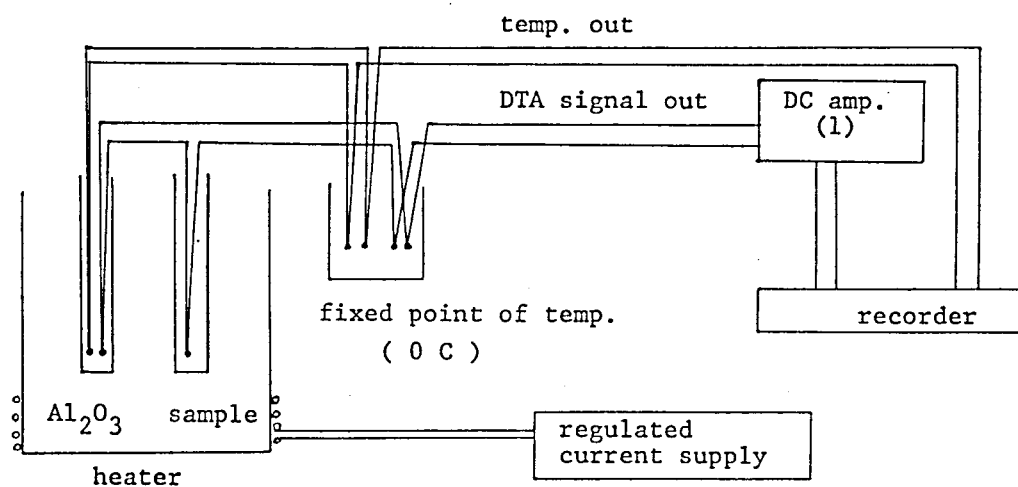 temp. out
DTA signal out
DC amp.
(1)
fixed point of temp.
( 0 C )
recorder
Al2O3
sample
regulated
current supply
heater